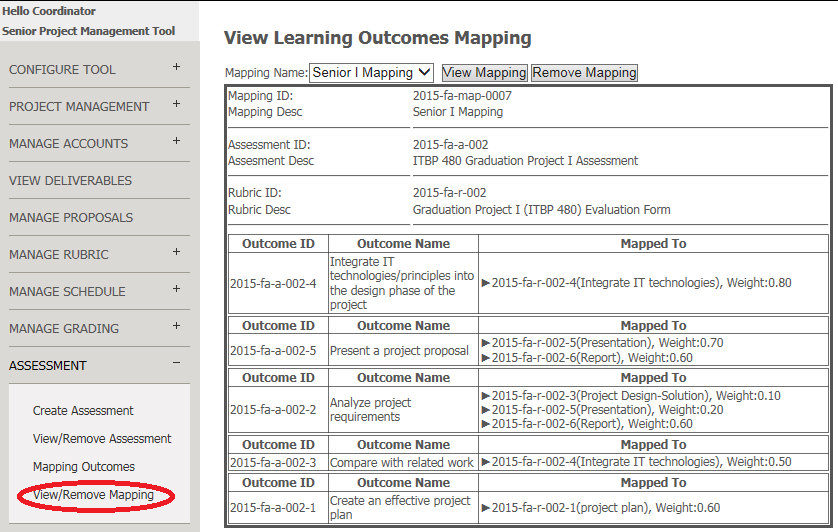 Hello Coordinator
Senior Project Management Tool
CONFIGURE TOOL +
PROJECT MANAGEMENT +
MANAGE ACCOUNTS +
VIEW DELIVERABLES
MANAGE PROPOSALS
MANAGE RUBRIC +
MANAGE SCHEDULE +
MANAGE GRADING +
ASSESSMENT −
Create Assessment
View/Remove Assessment
Mapping Outcomes
View/Remove Mapping
View Learning Outcomes Mapping
Mapping Name: Senior I Mapping View Mapping Remove Mapping
Mapping ID: 2015-fa-map-0007
Mapping Desc Senior I Mapping
Assessment ID: 2015-fa-a-002
Assesment Desc ITBP 480 Graduation Project I Assessment
Rubric ID: 2015-fa-r-002
Rubric Desc Graduation Project I (ITBP 480) Evaluation Form
Outcome ID Outcome Name Mapped To
2015-fa-a-002-4 Integrate IT
technologies/principles into
the design phase of the
project
►2015-fa-r-002-4(Integrate IT technologies), Weight:0.80
Outcome ID Outcome Name Mapped To
2015-fa-a-002-5 Present a project proposal
►2015-fa-r-002-5(Presentation), Weight:0.70
►2015-fa-r-002-6(Report), Weight:0.60
Outcome ID Outcome Name Mapped To
2015-fa-a-002-2 Analyze project
requirements
►2015-fa-r-002-3(Project Design-Solution), Weight:0.10
►2015-fa-r-002-5(Presentation), Weight:0.20
►2015-fa-r-002-6(Report), Weight:0.60
Outcome ID Outcome Name Mapped To
2015-fa-a-002-3 Compare with related work ►2015-fa-r-002-4(Integrate IT technologies), Weight:0.50
Outcome ID Outcome Name Mapped To
2015-fa-a-002-1 Create an effective project
plan
►2015-fa-r-002-1(project plan), Weight:0.60